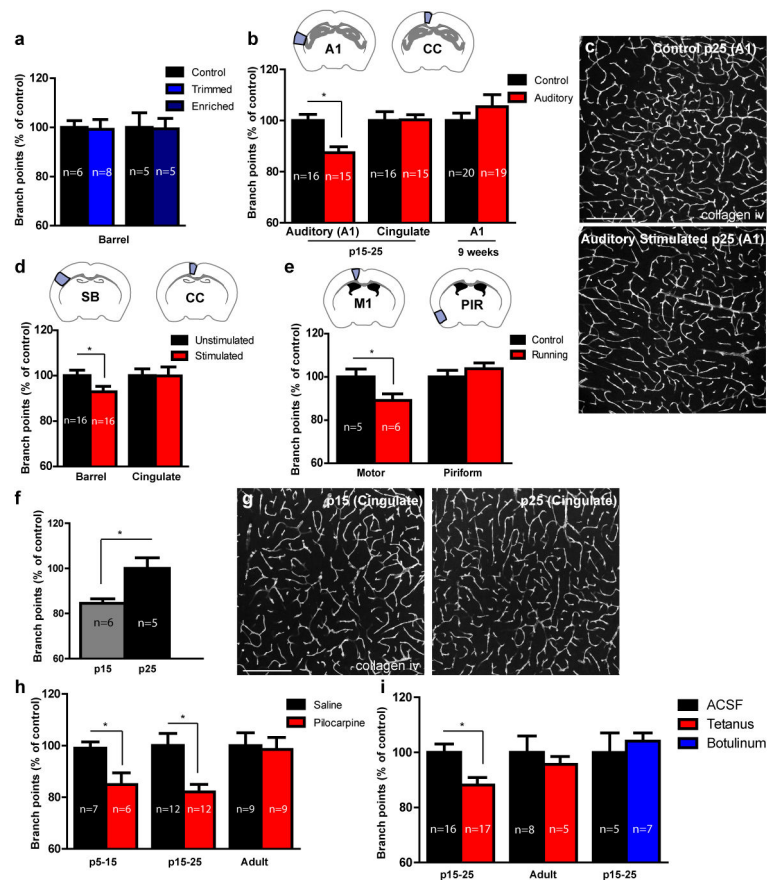 a
Branch points (% of control)
120
100
80
60
Control
Trimmed
Enriched
n=6
n=8
n=5
n=5
Barrel
b
A1
CC
Branch points (% of control)
120
100
80
60
Control
Auditory
*
n=16
n=15
n=16
n=15
n=20
n=19
Auditory (A1)
Cingulate
A1
p15-25
9 weeks
c
Control p25 (A1)
collagen iv
Auditory Stimulated p25 (A1)
d
SB
CC
Branch points (% of control)
120
100
80
60
Unstimulated
Stimulated
*
n=16
n=16
Barrel
Cingulate
e
M1
PIR
Branch points (% of control)
120
100
80
60
Control
Running
*
n=5
n=6
Motor
Piriform
f
Branch points (% of control)
120
100
80
60
*
n=6
n=5
p15
p25
g
p15 (Cingulate)
collagen iv
p25 (Cingulate)
h
Branch points (% of control)
120
100
80
60
Saline
Pilocarpine
*
*
n=7
n=6
n=12
n=12
n=9
n=9
p5-15
p15-25
Adult
i
Branch points (% of control)
120
100
80
60
ACSF
Tetanus
Botulinum
*
n=16
n=17
n=8
n=5
n=5
n=7
p15-25
Adult
p15-25